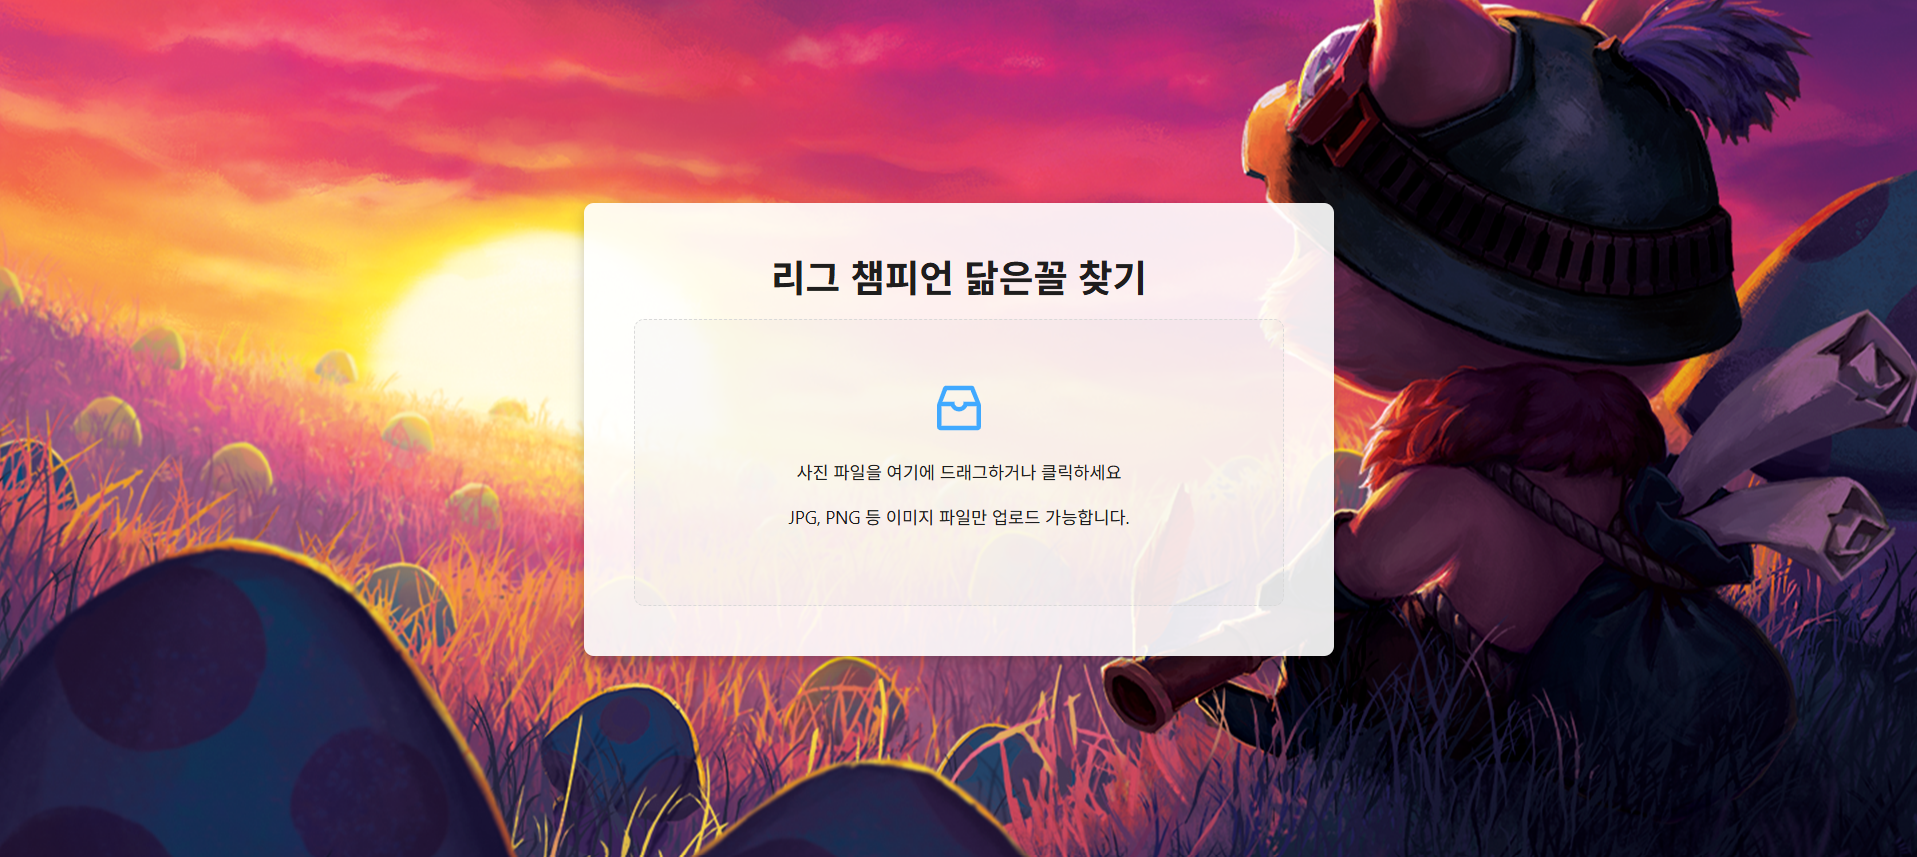 리그 챔피언 닮은꼴 찾기
사진 파일을 여기에 드래그하거나 클릭하세요
JPG, PNG 등 이미지 파일만 업로드 가능합니다.